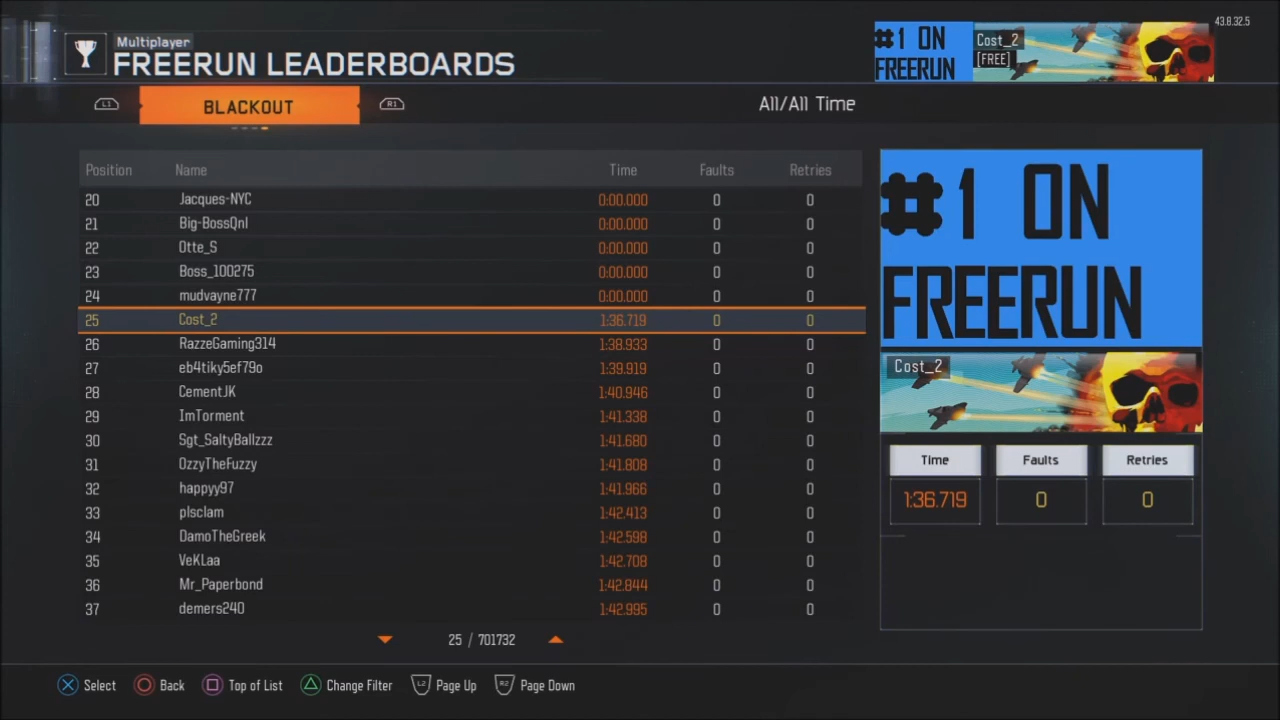 Multiplayer
FREERUN LEADERBOARDS
#1 ON
FREERUN
Cost_2
[FREE]
43.8.32.5
L1
BLACKOUT
R1
All/All Time
Position Name Time Faults Retries
20 Jacques-NYC 0:00.000 0 0
21 Big-BossQnl 0:00.000 0 0
22 Otte_S 0:00.000 0 0
23 Boss_100275 0:00.000 0 0
24 mudvayne777 0:00.000 0 0
25 Cost_2 1:36.719 0 0
26 RazzeGaming314 1:38.933 0 0
27 eb4tiky5ef79o 1:39.919 0 0
28 CementJK 1:40.946 0 0
29 ImTorment 1:41.338 0 0
30 Sgt_SaltyBallzzz 1:41.680 0 0
31 OzzyTheFuzzy 1:41.808 0 0
32 happyy97 1:41.966 0 0
33 plsclam 1:42.413 0 0
34 DamoTheGreek 1:42.598 0 0
35 VeKLaa 1:42.708 0 0
36 Mr_Paperbond 1:42.844 0 0
37 demers240 1:42.995 0 0
25 / 701732
#1 ON
FREERUN
Cost_2
Time Faults Retries
1:36.719 0 0
Select Back Top of List Change Filter L2 Page Up R2 Page Down